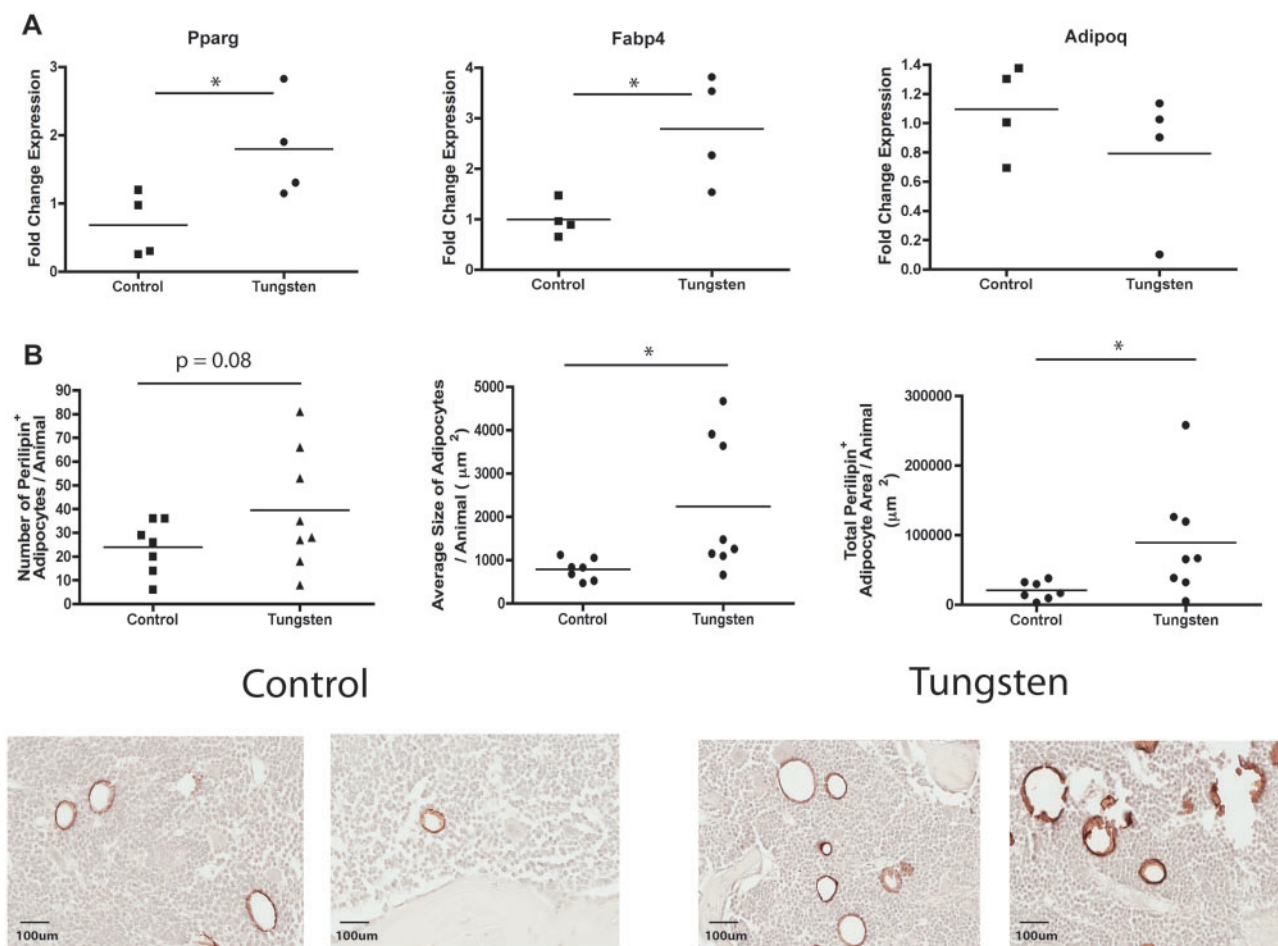 A
Pparg
Fabp4
Adipoq
Fold Change Expression
3
2
1
0
*
Control
Tungsten
Fold Change Expression
4
3
2
1
0
*
Control
Tungsten
Fold Change Expression
1.4
1.2
1.0
0.8
0.6
0.4
0.2
0.0
Control
Tungsten
B
Number of Perilipin+
Adipocytes / Animal
90
80
70
60
50
40
30
20
10
0
p = 0.08
Control
Tungsten
Average Size of Adipocytes
/ Animal ( μm 2)
5000
4000
3000
2000
1000
0
*
Control
Tungsten
Total Perilipin+
Adipocyte Area / Animal
(μm 2)
300000
200000
100000
0
*
Control
Tungsten
Control
Tungsten
100um
100um
100um
100um